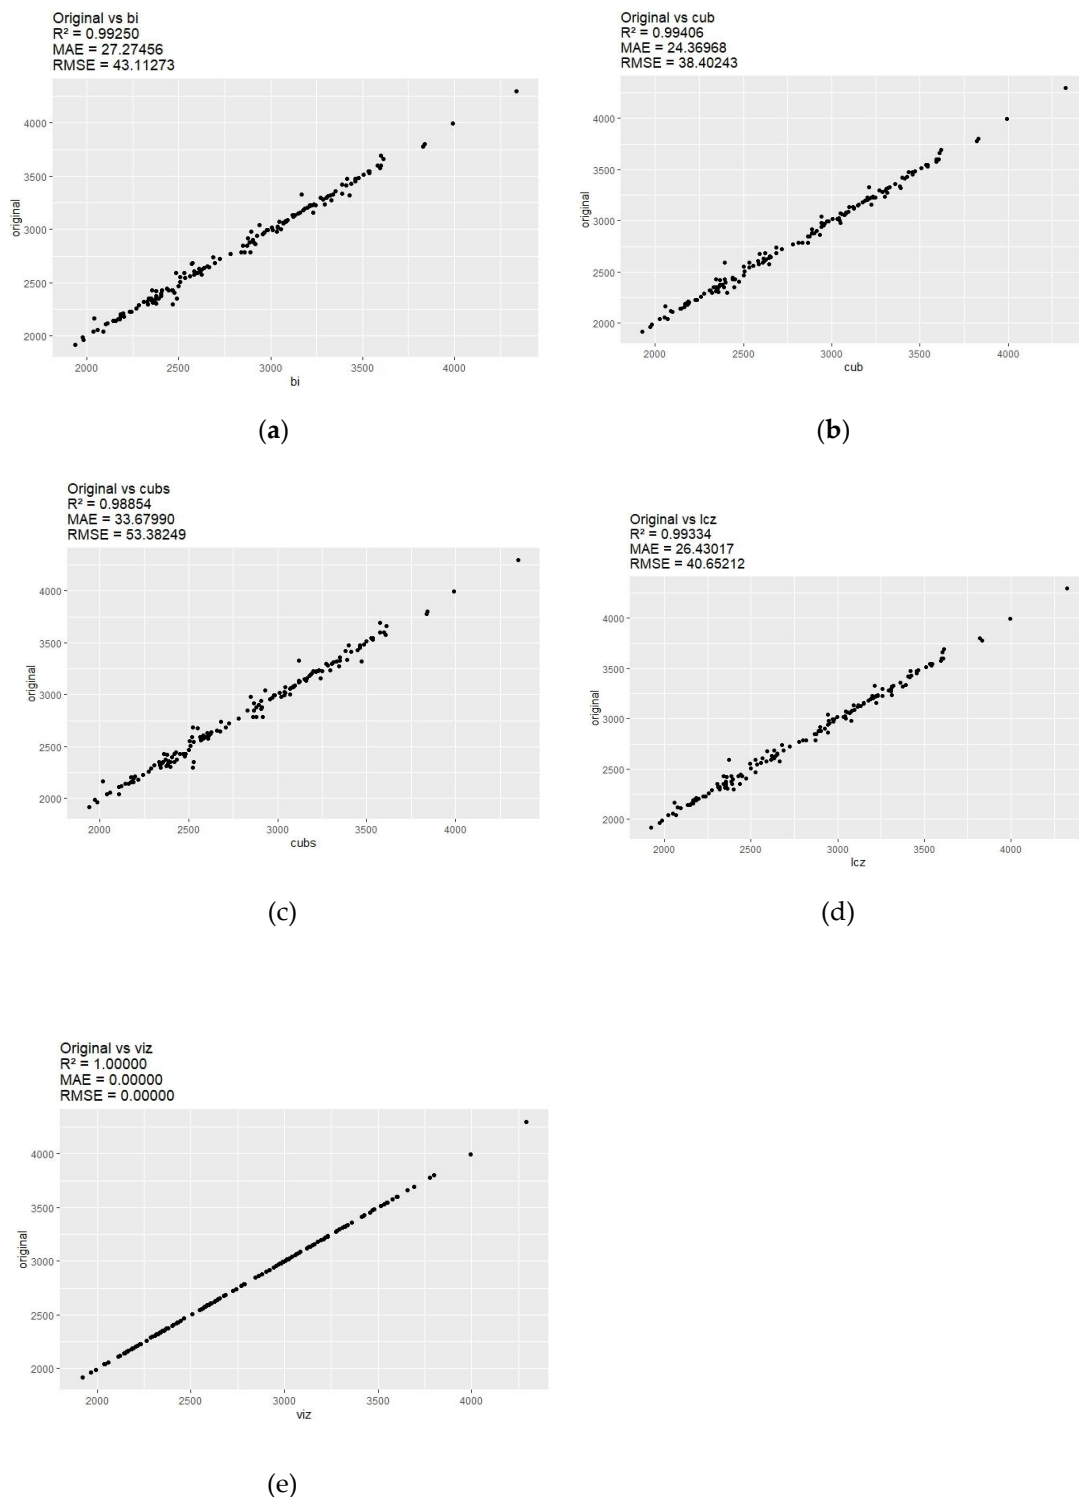 Original vs bi
R² = 0.99250
MAE = 27.27456
RMSE = 43.11273
4000
3500
3000
2500
2000
original
2000 2500 3000 3500 4000
bi
(a)
Original vs cub
R² = 0.99406
MAE = 24.36968
RMSE = 38.40243
4000
3500
3000
2500
2000
original
2000 2500 3000 3500 4000
cub
(b)
Original vs cubs
R² = 0.98854
MAE = 33.67990
RMSE = 53.38249
4000
3500
3000
2500
2000
original
2000 2500 3000 3500 4000
cubs
(c)
Original vs lcz
R² = 0.99334
MAE = 26.43017
RMSE = 40.65212
4000
3500
3000
2500
2000
original
2000 2500 3000 3500 4000
lcz
(d)
Original vs viz
R² = 1.00000
MAE = 0.00000
RMSE = 0.00000
4000
3500
3000
2500
2000
original
2000 2500 3000 3500 4000
viz
(e)